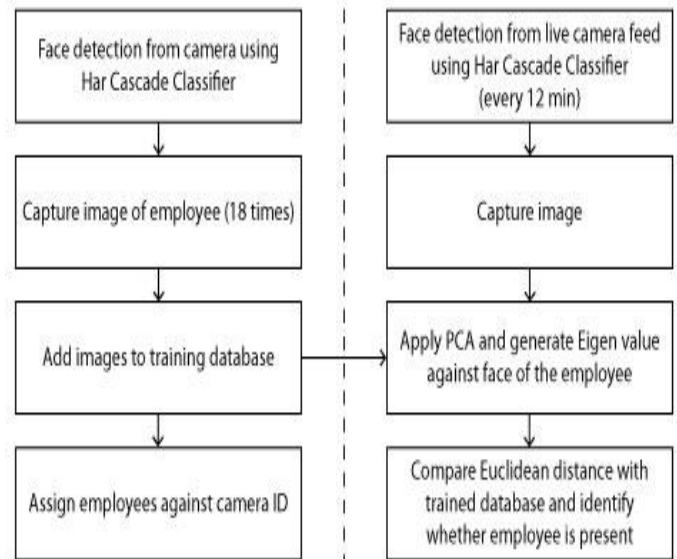 Face detection from camera using
Har Cascade Classifier
Capture image of employee (18 times)
Add images to training database
Assign employees against camera ID
Face detection from live camera feed
using Har Cascade Classifier
(every 12 min)
Capture image
Apply PCA and generate Eigen value
against face of the employee
Compare Euclidean distance with
trained database and identify
whether employee is present